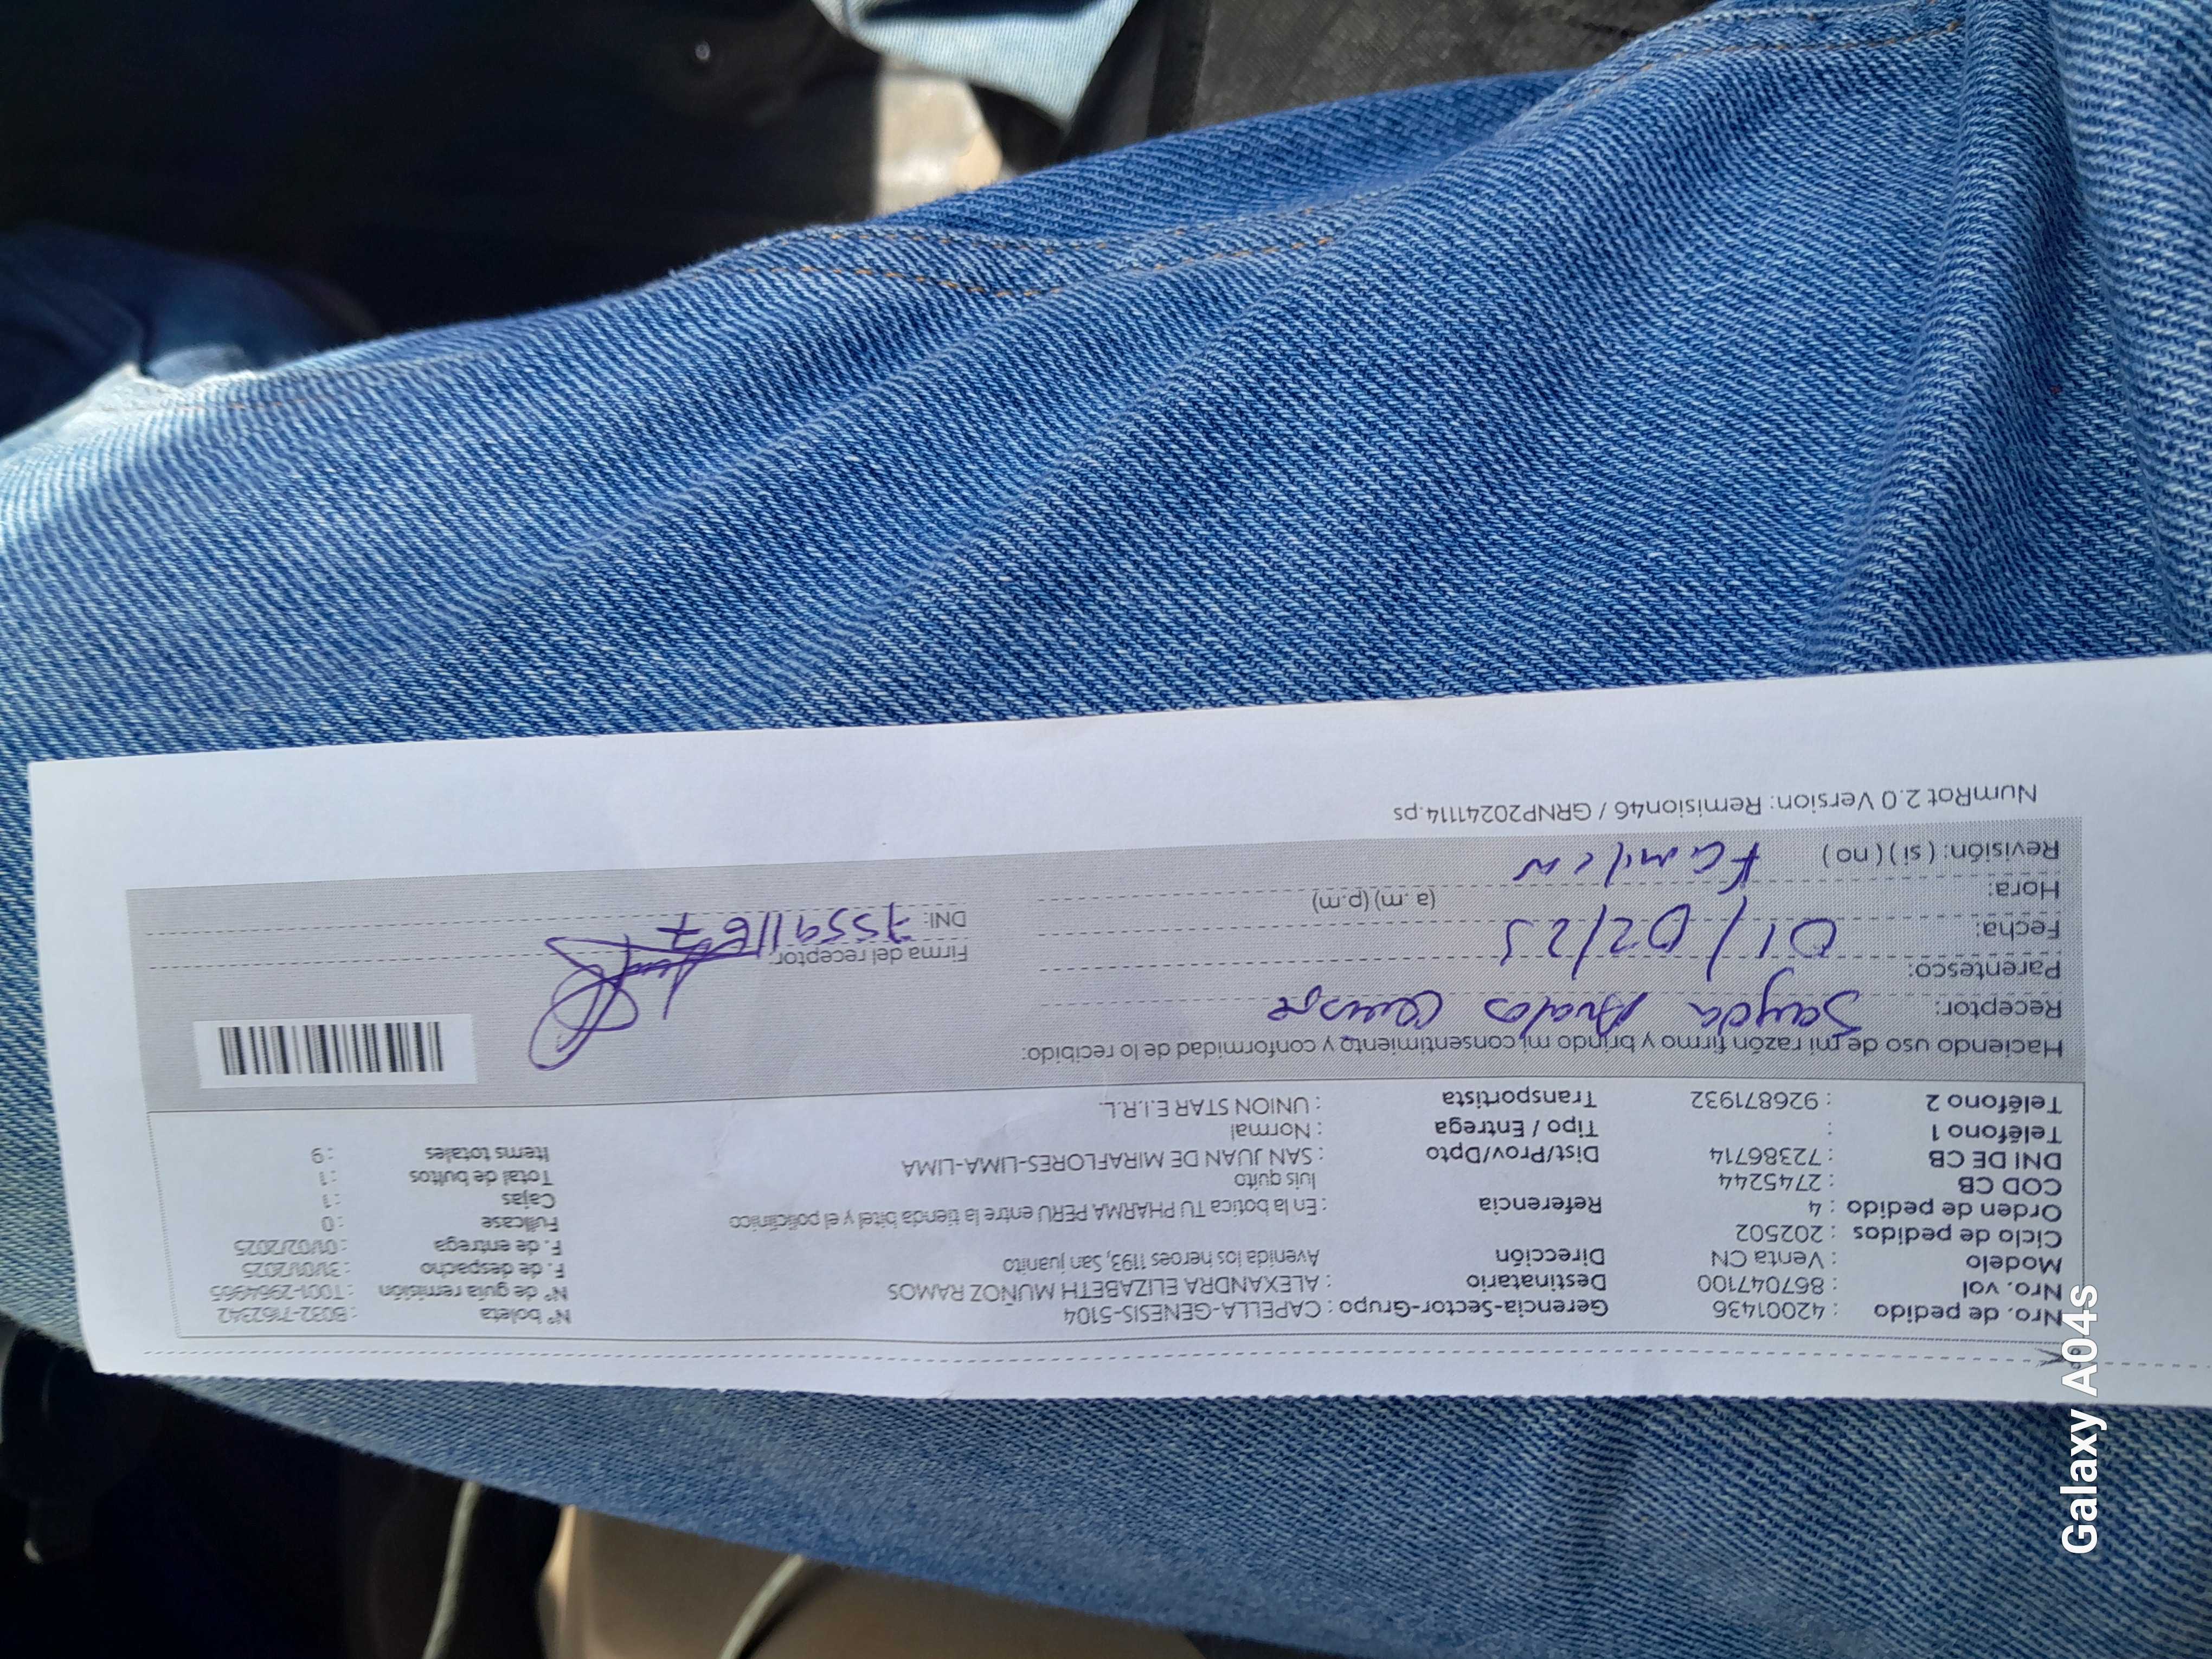 Nro. de pedido : 42001436 Gerencia-Sector-Grupo : CAPELLA-GENESIS-5104 N° boleta : B032-7162342
Nro. vol : 867047100 Destinatario : ALEXANDRA ELIZABETH MUÑOZ RAMOS N° de guía remisión : T001-2964965
Modelo : Venta CN Dirección Avenida los heroes 1193, San juanito F. de despacho : 31/01/2025
Ciclo de pedidos : 202502 F. de entrega : 01/02/2025
Orden de pedido : 4 Referencia : En la botica TU PHARMA PERU entre la tienda bitel y el policlinico Fullcase : 0
COD CB : 2745244 luis quito Cajas : 1
DNI DE CB : 72386714 Dist/Prov/Dpto : SAN JUAN DE MIRAFLORES-LIMA-LIMA Total de bultos : 1
Teléfono 1 : Tipo / Entrega : Normal Items totales : 9
Teléfono 2 : 926871932 Transportista : UNION STAR E.I.R.L.
Haciendo uso de mi razón firmo y brindo mi consentimiento y conformidad de lo recibido:
Receptor: Sayda
Parentesco: Firma del receptor:
Fecha: 01/02/25 DNI: 75591167
Hora: (a. m) (p.m)
Revisión: ( si ) ( no ) Familiar
NumRot 2.0 Version: Remision46 / GRNP20241114.ps
Galaxy A04s